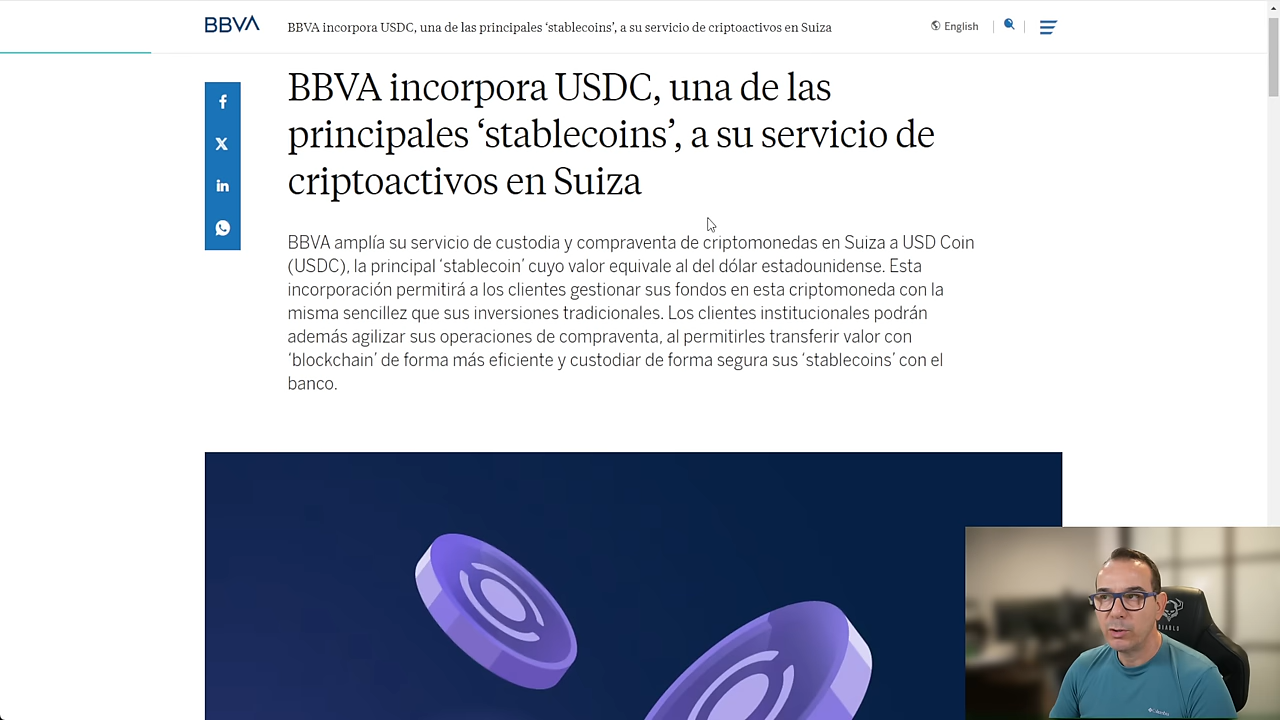 BBVA
BBVA incorpora USDC, una de las principales ‘stablecoins’, a su servicio de criptoactivos en Suiza
English
BBVA incorpora USDC, una de las
principales ‘stablecoins’, a su servicio de
criptoactivos en Suiza
BBVA amplía su servicio de custodia y compraventa de criptomonedas en Suiza a USD Coin
(USDC), la principal ‘stablecoin’ cuyo valor equivale al del dólar estadounidense. Esta
incorporación permitirá a los clientes gestionar sus fondos en esta criptomoneda con la
misma sencillez que sus inversiones tradicionales. Los clientes institucionales podrán
además agilizar sus operaciones de compraventa, al permitirles transferir valor con
‘blockchain’ de forma más eficiente y custodiar de forma segura sus ‘stablecoins’ con el
banco.